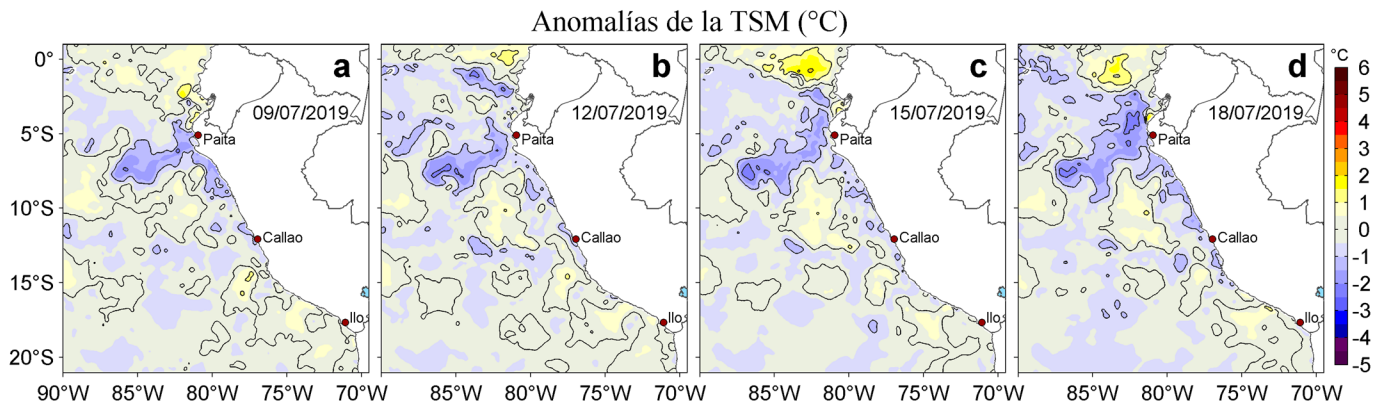 Anomalías de la TSM (°C)
a
09/07/2019
Paita
Callao
Ilo
b
12/07/2019
Paita
Callao
Ilo
c
15/07/2019
Paita
Callao
Ilo
d
18/07/2019
Paita
Callao
Ilo
0°
5°S
10°S
15°S
20°S
90°W 85°W 80°W 75°W 70°W
85°W 80°W 75°W 70°W
85°W 80°W 75°W 70°W
85°W 80°W 75°W 70°W
°C
6
5
4
3
2
1
0
-1
-2
-3
-4
-5